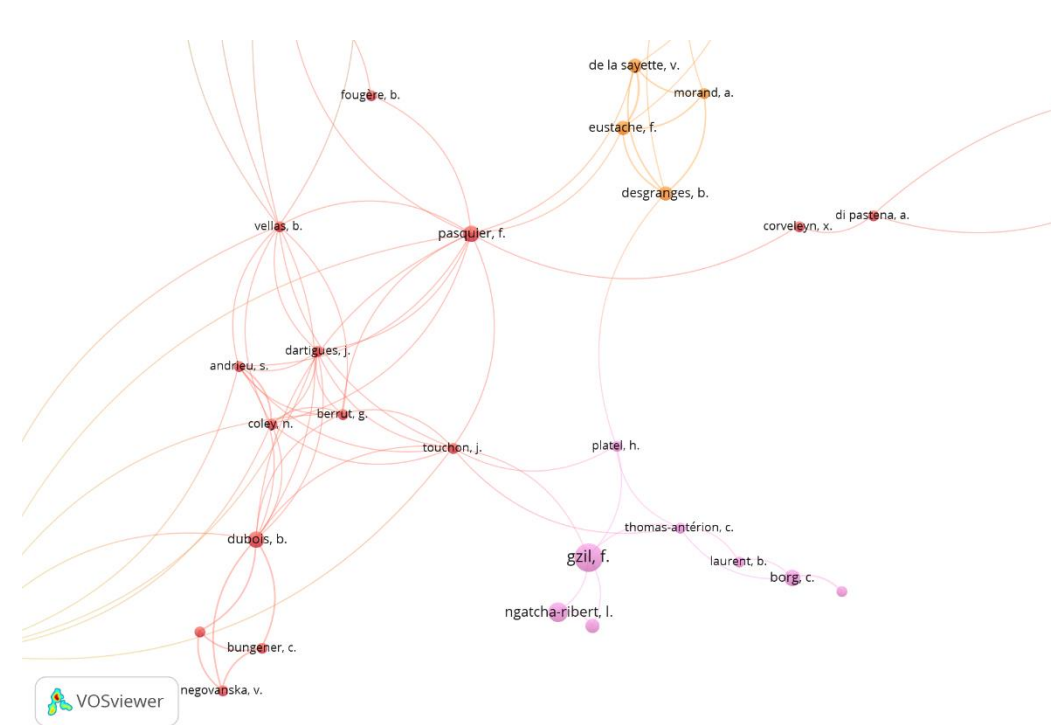 de la sayette, v.
morand, a.
fougère, b.
eustache, f.
desgranges, b.
di pastena, a.
vellas, b.
corveleyn, x.
pasquier, f.
dartigues, j.
andrieu, s.
berrut, g.
coley, n.
touchon, j.
platel, h.
thomas-antérion, c.
dubois, b.
gzil, f.
laurent, b.
borg, c.
ngatcha-ribert, l.
bungener, c.
negovanska, v.
VOSviewer